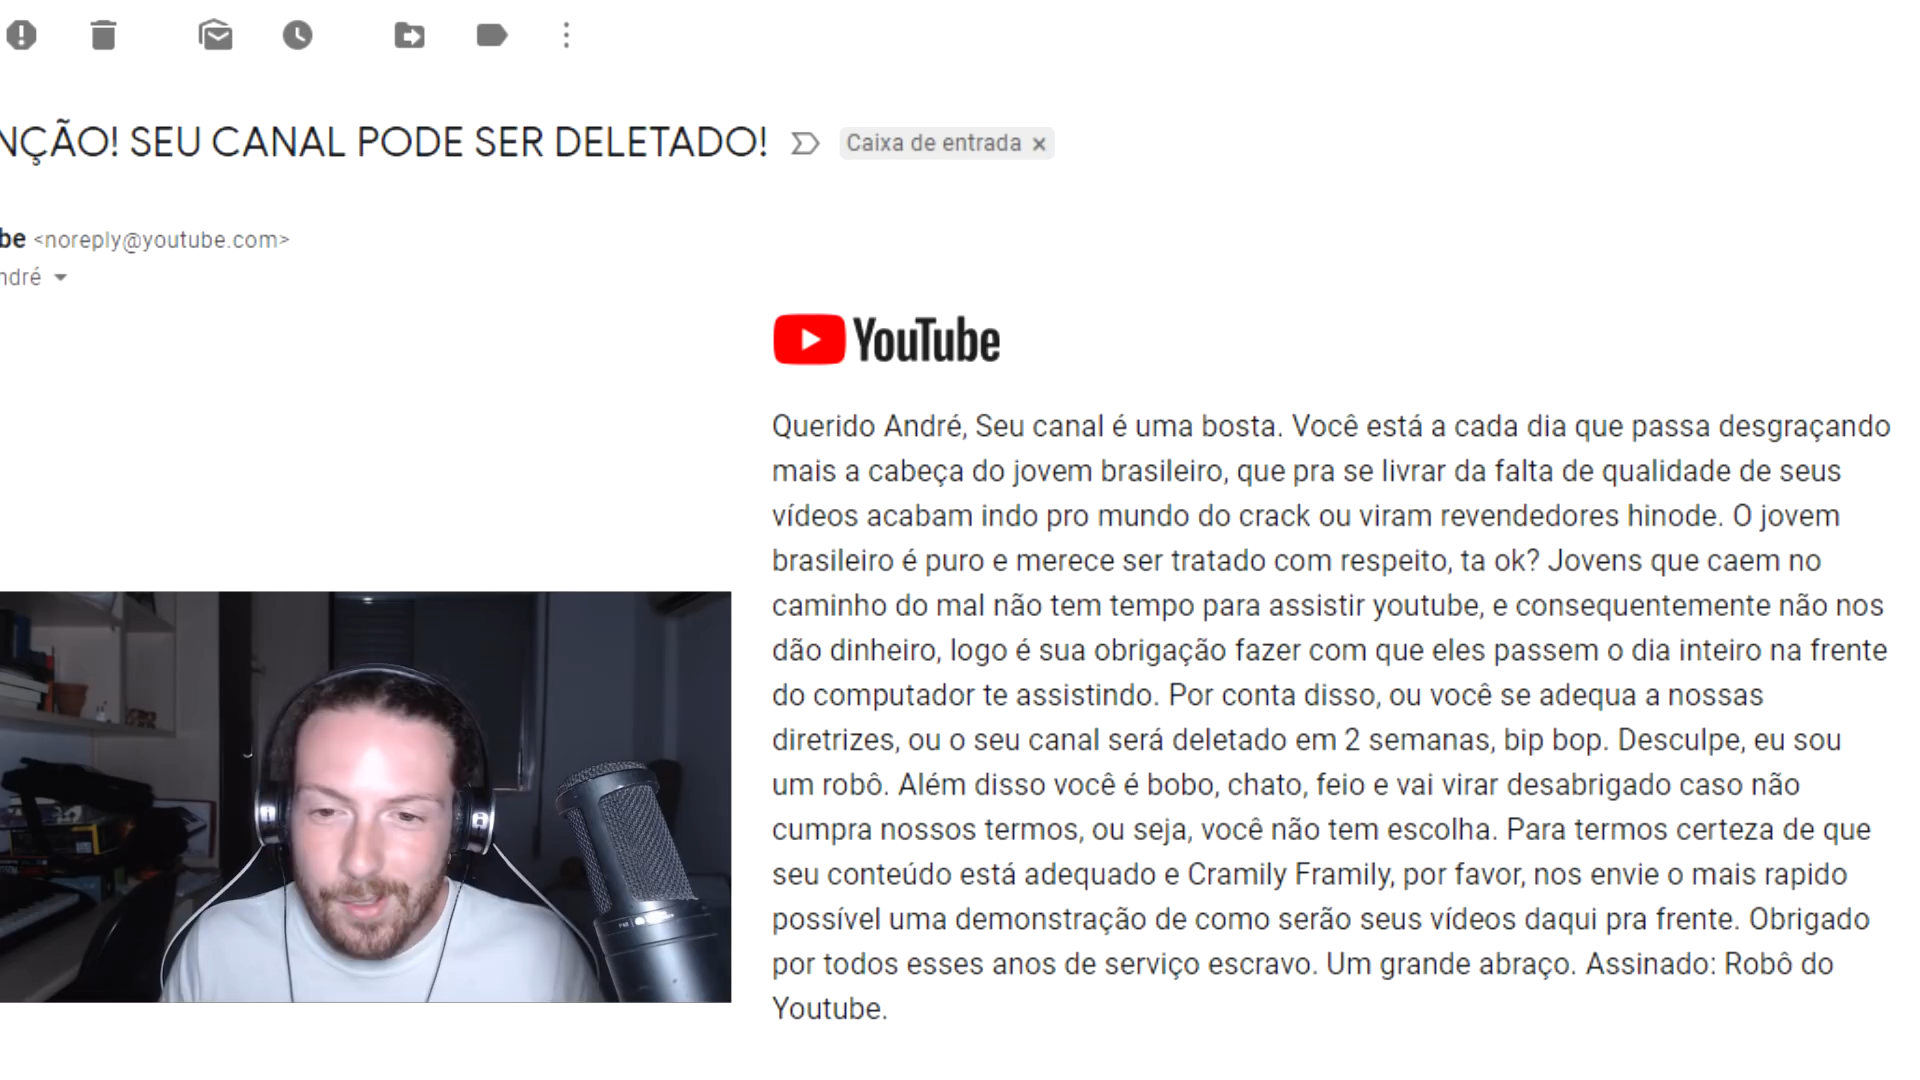 NÇÃO! SEU CANAL PODE SER DELETADO! Caixa de entrada ×
be <noreply@youtube.com>
ndré
YouTube
Querido André, Seu canal é uma bosta. Você está a cada dia que passa desgraçando
mais a cabeça do jovem brasileiro, que pra se livrar da falta de qualidade de seus
vídeos acabam indo pro mundo do crack ou viram revendedores hinode. O jovem
brasileiro é puro e merece ser tratado com respeito, ta ok? Jovens que caem no
caminho do mal não tem tempo para assistir youtube, e consequentemente não nos
dão dinheiro, logo é sua obrigação fazer com que eles passem o dia inteiro na frente
do computador te assistindo. Por conta disso, ou você se adequa a nossas
diretrizes, ou o seu canal será deletado em 2 semanas, bip bop. Desculpe, eu sou
um robô. Além disso você é bobo, chato, feio e vai virar desabrigado caso não
cumpra nossos termos, ou seja, você não tem escolha. Para termos certeza de que
seu conteúdo está adequado e Cramily Framily, por favor, nos envie o mais rapido
possível uma demonstração de como serão seus vídeos daqui pra frente. Obrigado
por todos esses anos de serviço escravo. Um grande abraço. Assinado: Robô do
Youtube.